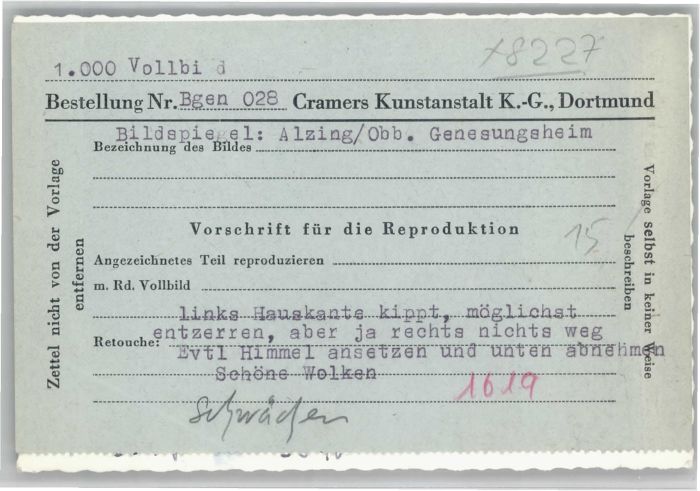 x8227
1.000 Vollbi d
Bestellung Nr. Bgen 028 Cramers Kunstanstalt K.-G., Dortmund
Bildspiegel: Alzing/Obb. Genesungsheim
Bezeichnung des Bildes
Vorschrift für die Reproduktion
15
Angezeichnetes Teil reproduzieren
m. Rd. Vollbild
links Hauskante kippt, möglichst
entzerren, aber ja rechts nichts weg
Retouche:
Evtl Himmel ansetzen und unten abnehmen
Schöne Wolken
1619
Schwächen
Zettel nicht von der Vorlage
entfernen
Vorlage selbst in keiner Weise
beschreiben